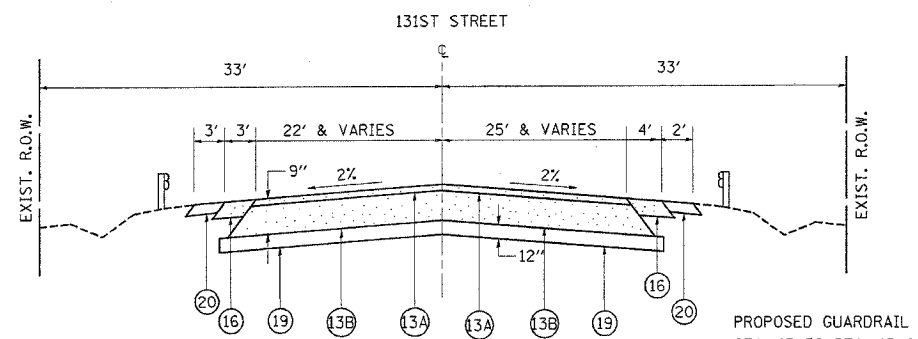 131ST STREET
℄
33' 33'
EXIST. R.O.W.
EXIST. R.O.W.
3' 3' 22' & VARIES 25' & VARIES 4' 2'
9" 2% 2%
12"
20 16 19 13B 13A 13A 13B 19 16 20
PROPOSED GUARDRAIL